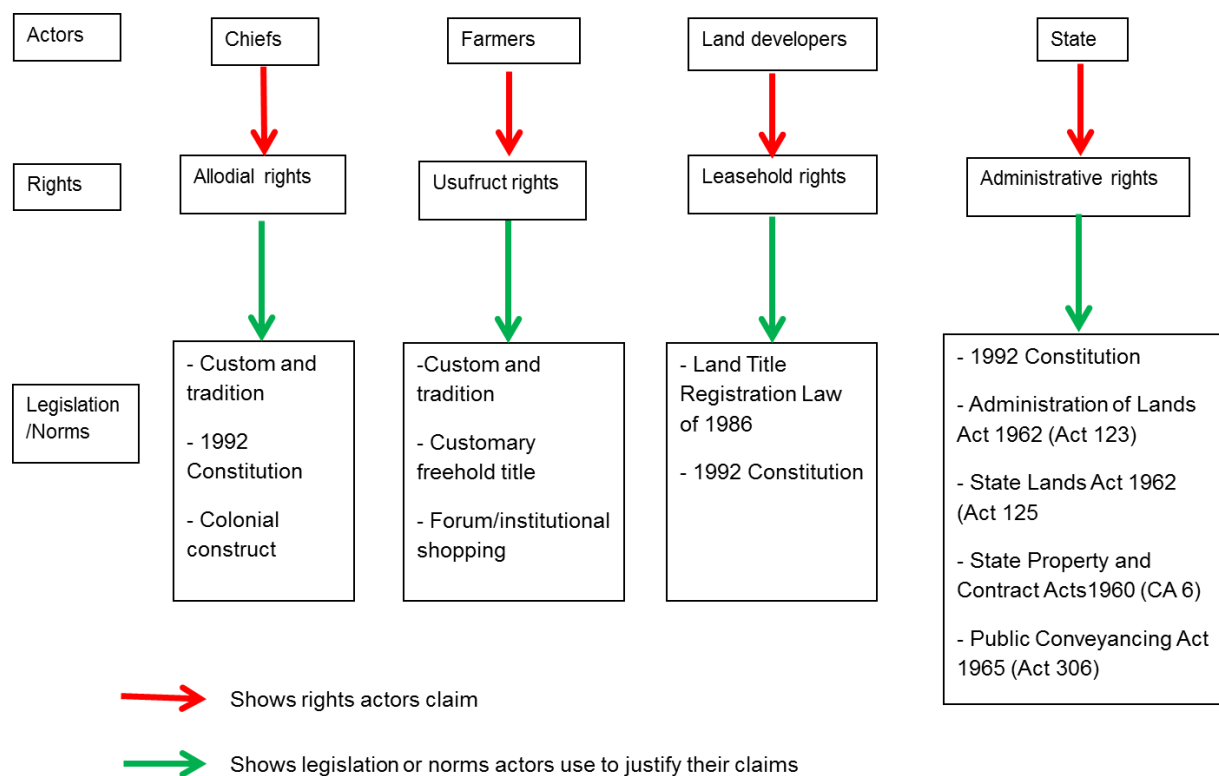 Actors
Chiefs
Farmers
Land developers
State
Rights
Allodial rights
Usufruct rights
Leasehold rights
Administrative rights
Legislation
/Norms
- Custom and
tradition
- 1992
Constitution
- Colonial
construct
-Custom and
tradition
- Customary
freehold title
- Forum/institutional
shopping
- Land Title
Registration Law
of 1986
- 1992 Constitution
- 1992 Constitution
- Administration of Lands
Act 1962 (Act 123)
- State Lands Act 1962
(Act 125
- State Property and
Contract Acts1960 (CA 6)
- Public Conveyancing Act
1965 (Act 306)
Shows rights actors claim
Shows legislation or norms actors use to justify their claims